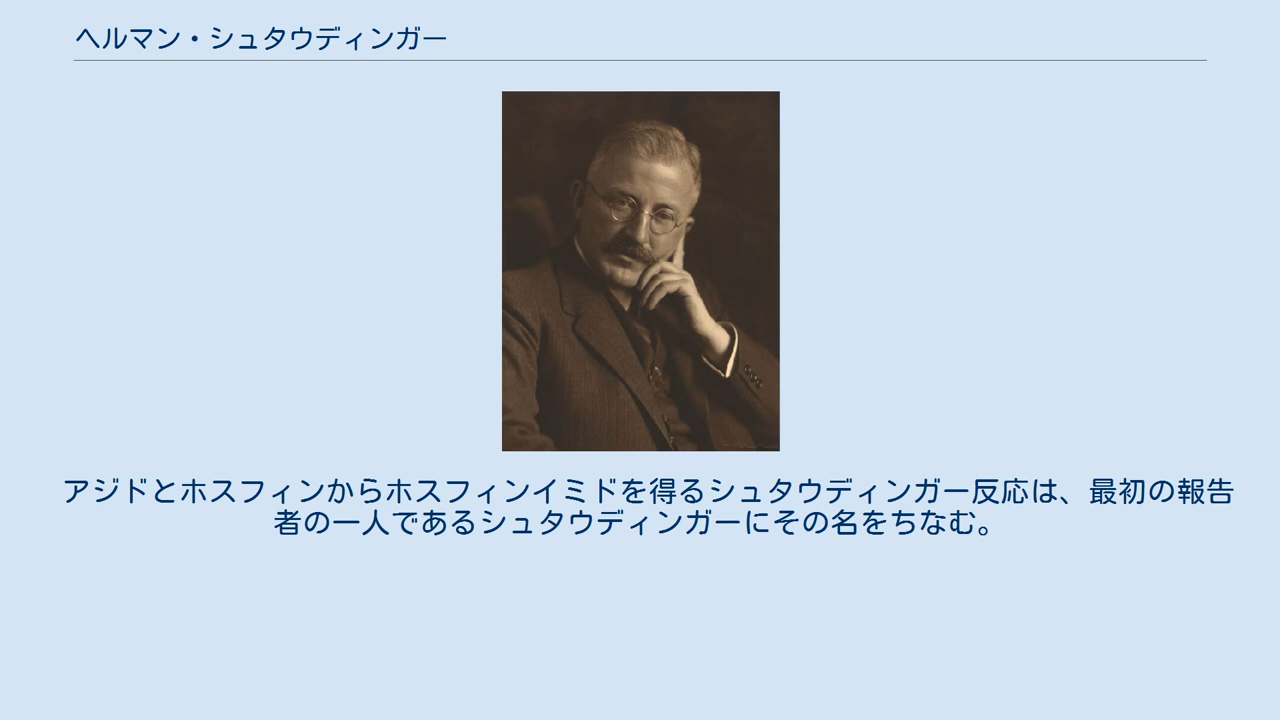 ヘルマン・シュタウディンガー
アジドとホスフィンからホスフィンイミドを得るシュタウディンガー反応は、最初の報告
者の一人であるシュタウディンガーにその名をちなむ。